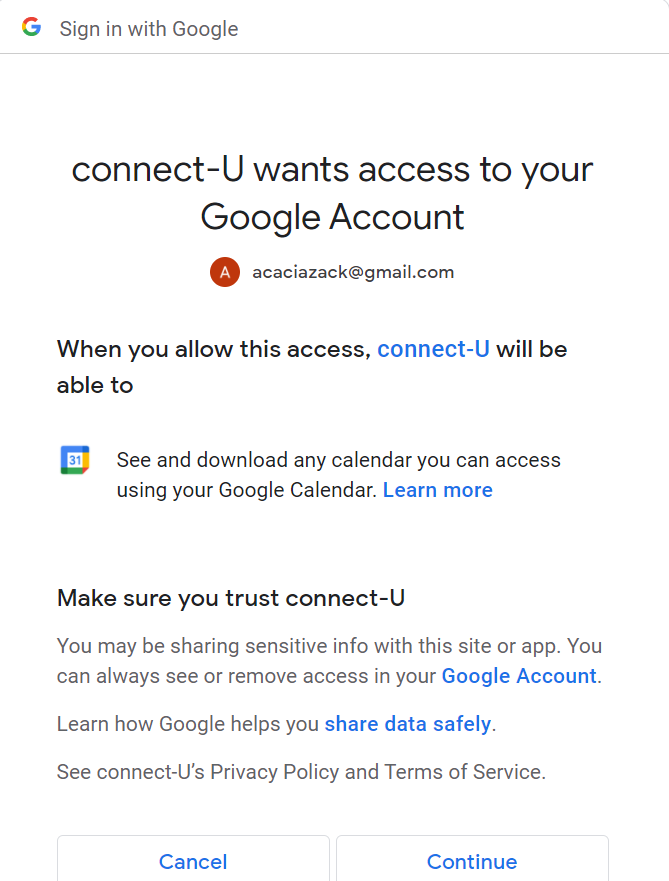 Sign in with Google
connect-U wants access to your
Google Account
A
acaciazack@gmail.com
When you allow this access, connect-U will be
able to
31
See and download any calendar you can access
using your Google Calendar. Learn more
Make sure you trust connect-U
You may be sharing sensitive info with this site or app. You
can always see or remove access in your Google Account.
Learn how Google helps you share data safely.
See connect-U’s Privacy Policy and Terms of Service.
Cancel
Continue